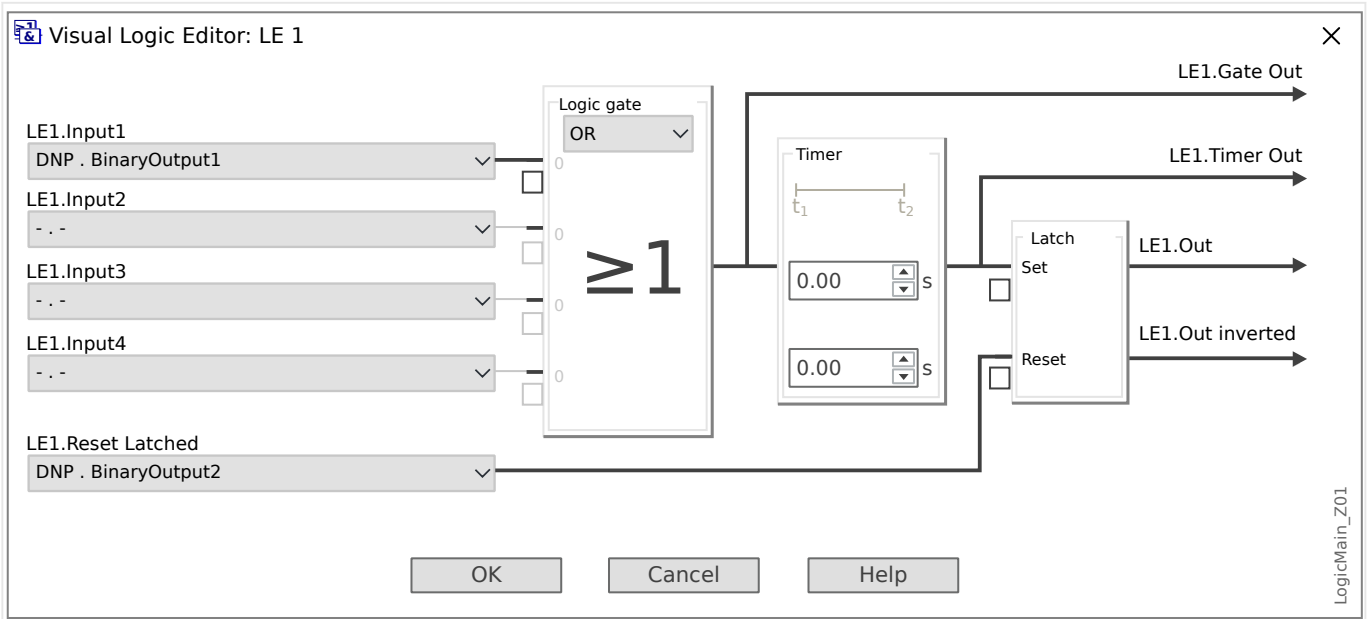 ≥1
&
Visual Logic Editor: LE 1
LE1.Gate Out
Logic gate
OR
LE1.Input1
DNP . BinaryOutput1
0
Timer
LE1.Timer Out
t1
t2
LE1.Input2
- . -
0
≥1
Latch
Set
LE1.Out
LE1.Input3
- . -
0
0.00
s
LE1.Out inverted
LE1.Input4
- . -
0
0.00
s
Reset
LE1.Reset Latched
DNP . BinaryOutput2
OK
Cancel
Help
LogicMain_Z01